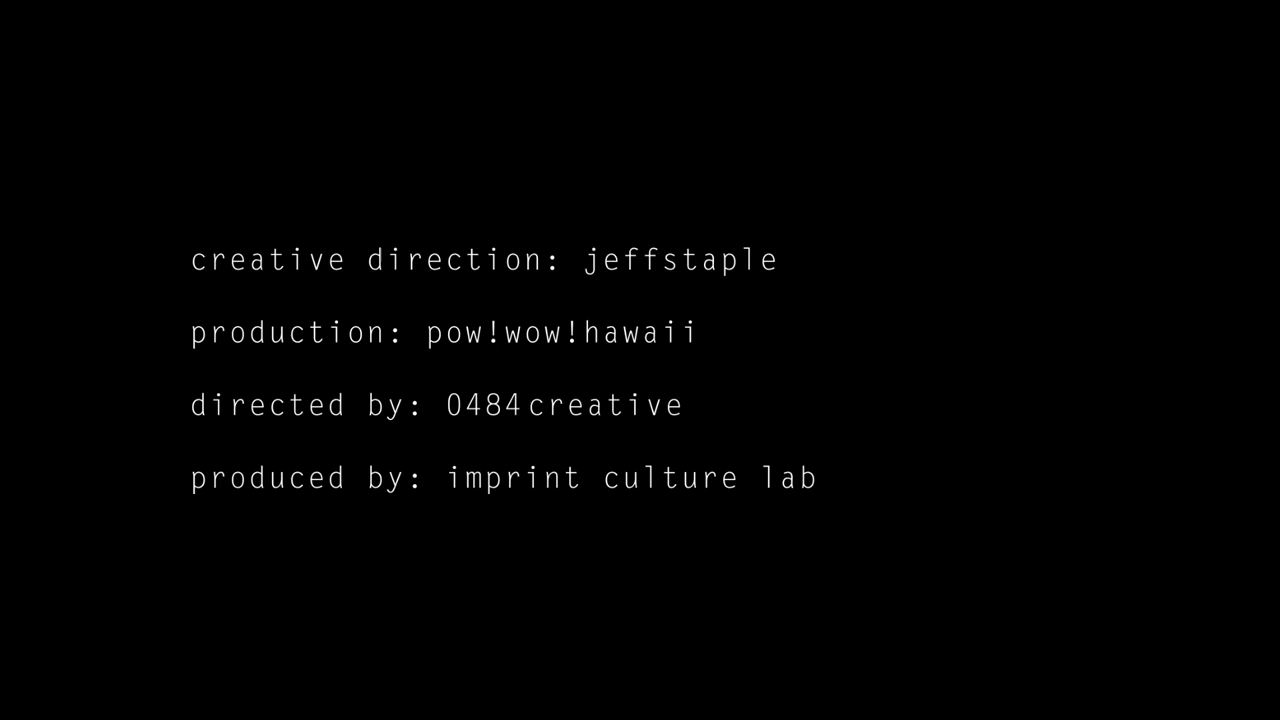 creative direction: jeffstaple
production: pow!wow!hawaii
directed by: 0484creative
produced by: imprint culture lab